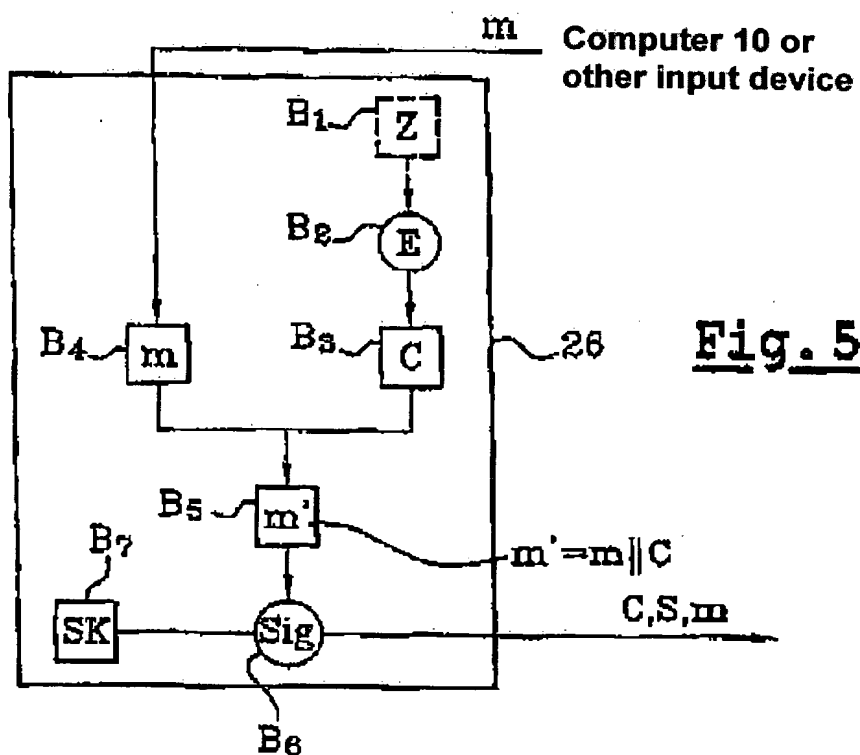 m
Computer 10 or
other input device
B1
Z
B2
E
B4
m
B3
C
26
Fig. 5
B5
m'
m'=m||C
B7
SK
Sig
C,S,m
B6